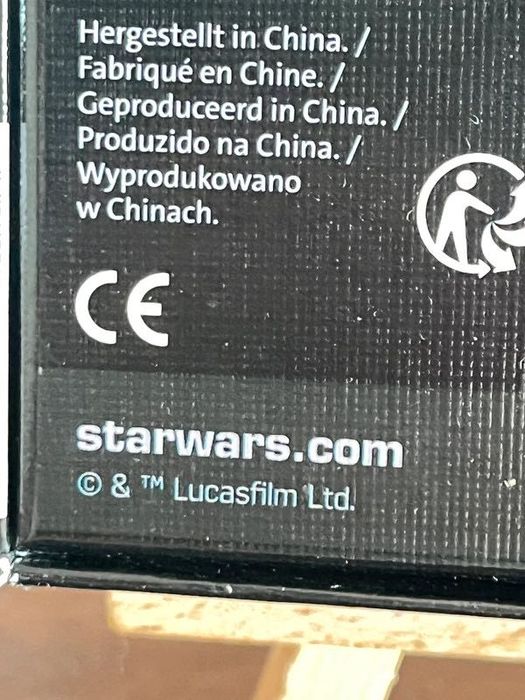 Hergestellt in China. /
Fabriqué en Chine. /
Geproduceerd in China. /
Produzido na China. /
Wyprodukowano
w Chinach.
CE
starwars.com
© & ™ Lucasfilm Ltd.